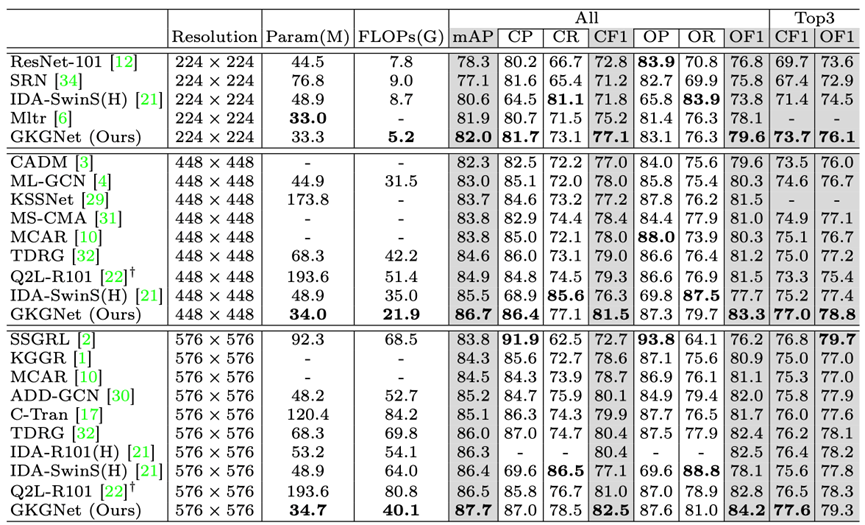 All Top3
Resolution Param(M) FLOPs(G) mAP CP CR CF1 OP OR OF1 CF1 OF1
ResNet-101 [12] 224 × 224 44.5 7.8 78.3 80.2 66.7 72.8 83.9 70.8 76.8 69.7 73.6
SRN [34] 224 × 224 76.8 9.0 77.1 81.6 65.4 71.2 82.7 69.9 75.8 67.4 72.9
IDA-SwinS(H) [21] 224 × 224 48.9 8.7 80.6 64.5 81.1 71.8 65.8 83.9 73.8 71.4 74.5
Mltr [6] 224 × 224 33.0 - 81.9 80.7 71.5 75.2 81.4 76.3 78.1 - -
GKGNet (Ours) 224 × 224 33.3 5.2 82.0 81.7 73.1 77.1 83.1 76.3 79.6 73.7 76.1
CADM [3] 448 × 448 - - 82.3 82.5 72.2 77.0 84.0 75.6 79.6 73.5 76.0
ML-GCN [4] 448 × 448 44.9 31.5 83.0 85.1 72.0 78.0 85.8 75.4 80.3 74.6 76.7
KSSNet [29] 448 × 448 173.8 - 83.7 84.6 73.2 77.2 87.8 76.2 81.5 - -
MS-CMA [31] 448 × 448 - - 83.8 82.9 74.4 78.4 84.4 77.9 81.0 74.9 77.1
MCAR [10] 448 × 448 - - 83.8 85.0 72.1 78.0 88.0 73.9 80.3 75.1 76.7
TDRG [32] 448 × 448 68.3 42.2 84.6 86.0 73.1 79.0 86.6 76.4 81.2 75.0 77.2
Q2L-R101 [22]† 448 × 448 193.6 51.4 84.9 84.8 74.5 79.3 86.6 76.9 81.5 73.3 75.4
IDA-SwinS(H) [21] 448 × 448 48.9 35.0 85.5 68.9 85.6 76.3 69.8 87.5 77.7 75.2 77.4
GKGNet (Ours) 448 × 448 34.0 21.9 86.7 86.4 77.1 81.5 87.3 79.7 83.3 77.0 78.8
SSGRL [2] 576 × 576 92.3 68.5 83.8 91.9 62.5 72.7 93.8 64.1 76.2 76.8 79.7
KGGR [1] 576 × 576 - - 84.3 85.6 72.7 78.6 87.1 75.6 80.9 75.0 77.0
MCAR [10] 576 × 576 - - 84.5 84.3 73.9 78.7 86.9 76.1 81.1 75.3 77.0
ADD-GCN [30] 576 × 576 48.2 52.7 85.2 84.7 75.9 80.1 84.9 79.4 82.0 75.8 77.9
C-Tran [17] 576 × 576 120.4 84.2 85.1 86.3 74.3 79.9 87.7 76.5 81.7 76.0 77.6
TDRG [32] 576 × 576 68.3 69.8 86.0 87.0 74.7 80.4 87.5 77.9 82.4 76.2 78.1
IDA-R101(H) [21] 576 × 576 53.2 54.1 86.3 - - 80.4 - - 82.5 76.4 78.2
IDA-SwinS(H) [21] 576 × 576 48.9 64.0 86.4 69.6 86.5 77.1 69.6 88.8 78.1 75.6 77.8
Q2L-R101 [22]† 576 × 576 193.6 80.8 86.5 85.8 76.7 81.0 87.0 78.9 82.8 76.5 78.3
GKGNet (Ours) 576 × 576 34.7 40.1 87.7 87.0 78.5 82.5 87.6 81.0 84.2 77.6 79.3